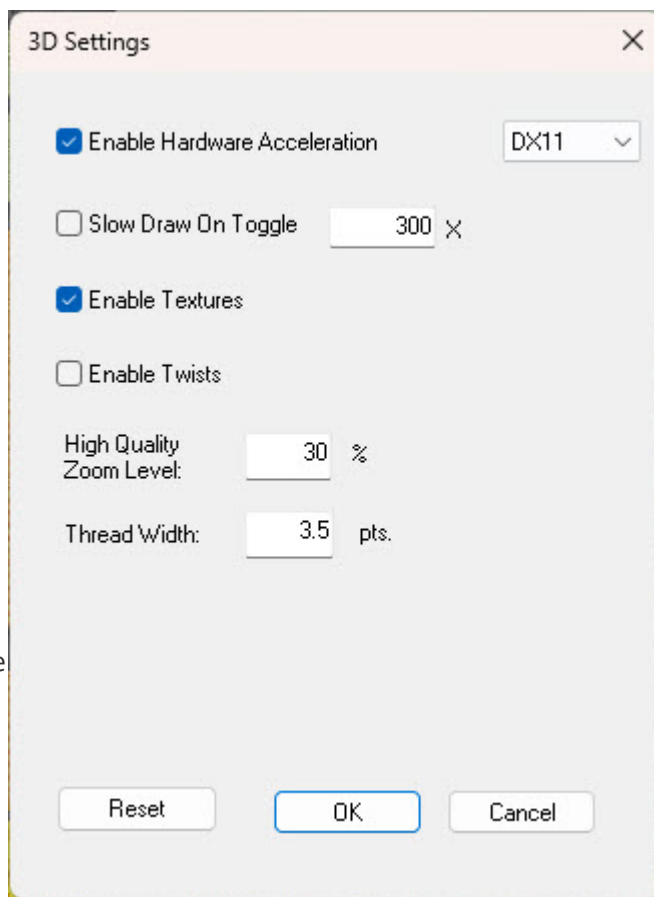 3D Settings
Enable Hardware Acceleration DX11
Slow Draw On Toggle 300 X
Enable Textures
Enable Twists
High Quality
Zoom Level: 30 %
Thread Width: 3.5 pts.
e
Reset OK Cancel